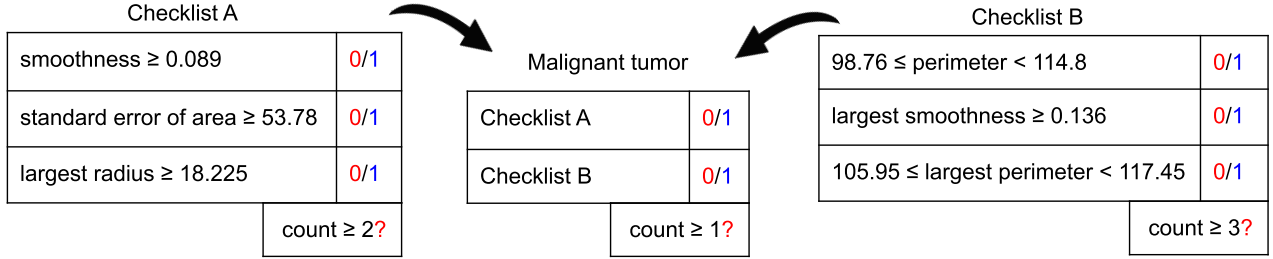 Checklist A
smoothness ≥ 0.089 0/1
standard error of area ≥ 53.78 0/1
largest radius ≥ 18.225 0/1
count ≥ 2?
Malignant tumor
Checklist A 0/1
Checklist B 0/1
count ≥ 1?
Checklist B
98.76 ≤ perimeter < 114.8 0/1
largest smoothness ≥ 0.136 0/1
105.95 ≤ largest perimeter < 117.45 0/1
count ≥ 3?